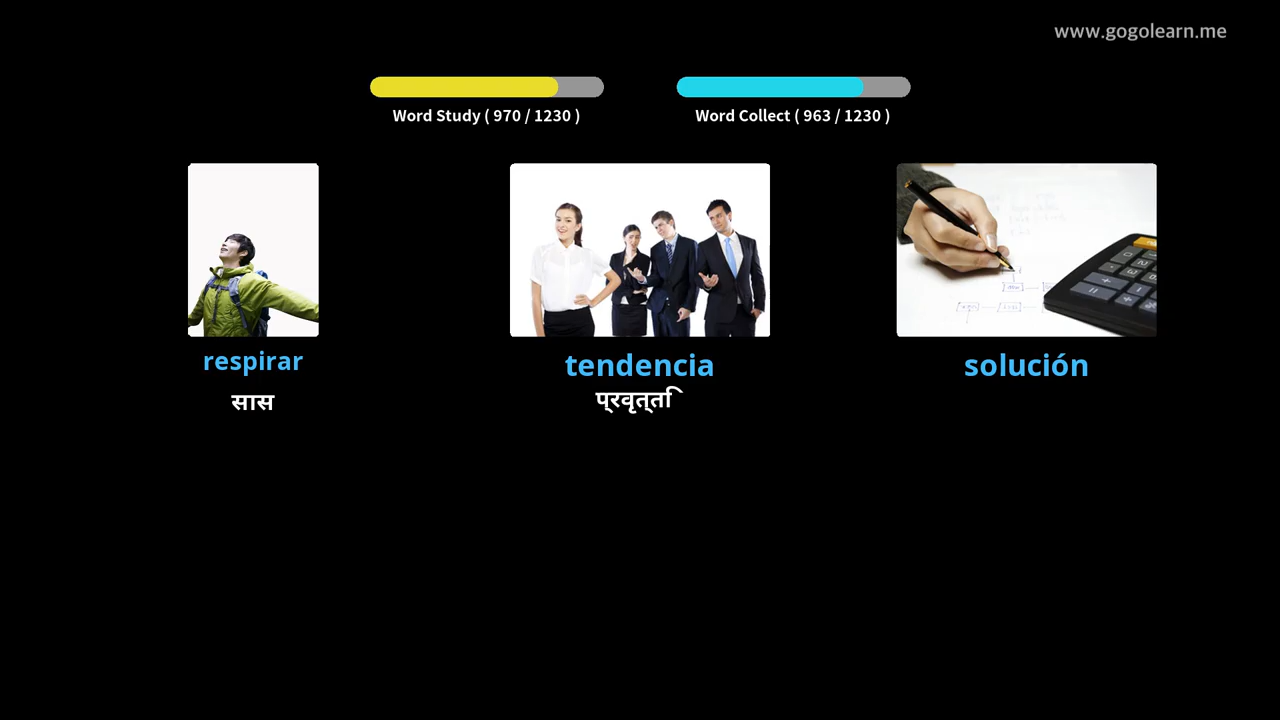 www.gogolearn.me
Word Study ( 970 / 1230 )
Word Collect ( 963 / 1230 )
respirar
tendencia
solución
सास
प्रवृत्ति